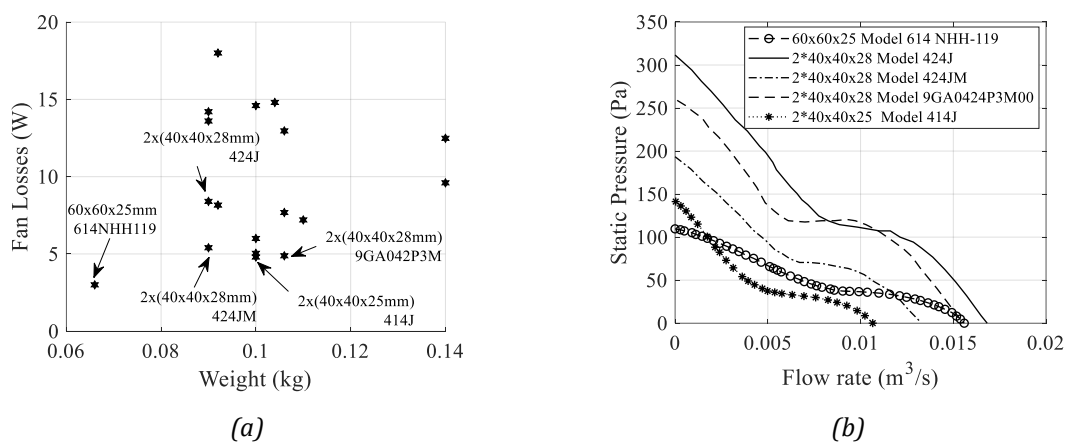 20
15
10
5
0
0.06
0.08
0.1
0.12
0.14
Fan Losses (W)
Weight (kg)
2x(40x40x28mm)
424J
60x60x25mm
614NHH119
2x(40x40x28mm)
9GA042P3M
2x(40x40x28mm)
424JM
2x(40x40x25mm)
414J
(a)
350
300
250
200
150
100
50
0
0
0.005
0.01
0.015
0.02
Static Pressure (Pa)
Flow rate (m³/s)
60x60x25 Model 614 NHH-119
2*40x40x28 Model 424J
2*40x40x28 Model 424JM
2*40x40x28 Model 9GA0424P3M00
2*40x40x25 Model 414J
(b)